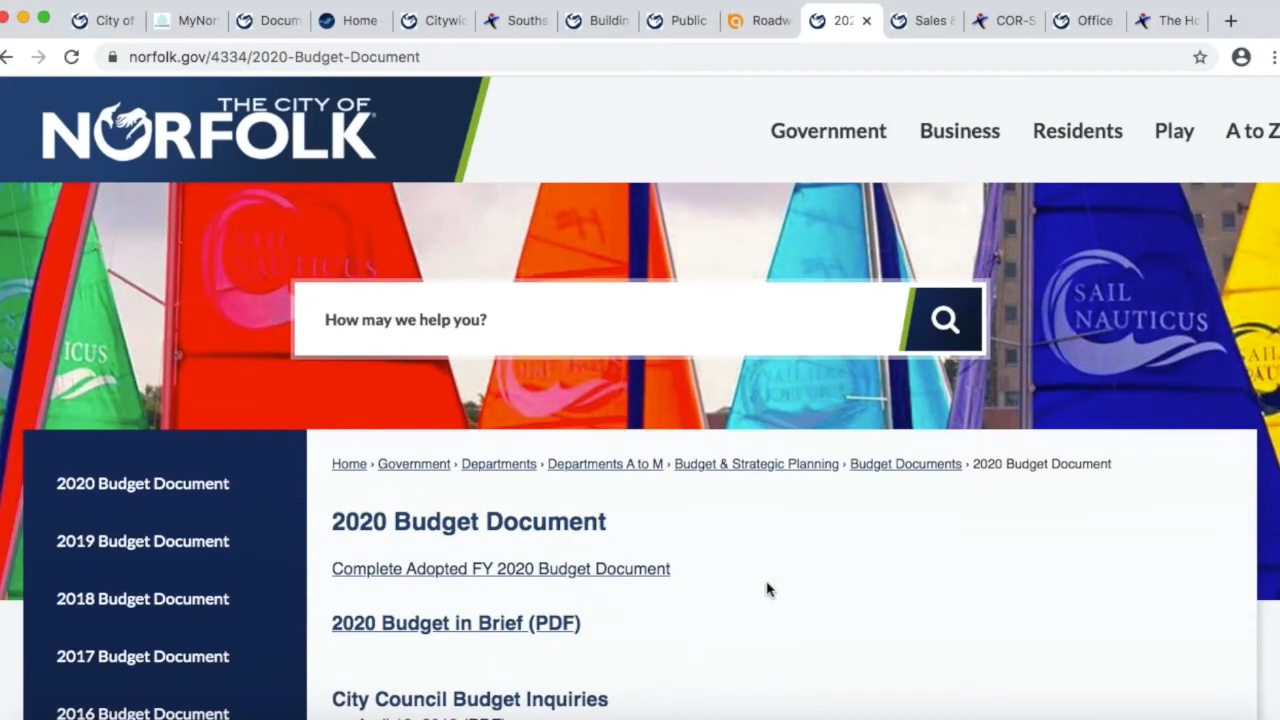 City of
MyNor
Docum
Home
Citywi
Souths
Buildin
Public
Roadw
202
Sales &
COR-S
Office
The Ho
norfolk.gov/4334/2020-Budget-Document
THE CITY OF
NORFOLK
Government Business Residents Play A to Z
SAIL
NAUTICUS
SAIL
NAUTICUS
ICUS
How may we help you?
2020 Budget Document
2019 Budget Document
2018 Budget Document
2017 Budget Document
2016 Budget Document
Home › Government › Departments › Departments A to M › Budget & Strategic Planning › Budget Documents › 2020 Budget Document
2020 Budget Document
Complete Adopted FY 2020 Budget Document
2020 Budget in Brief (PDF)
City Council Budget Inquiries